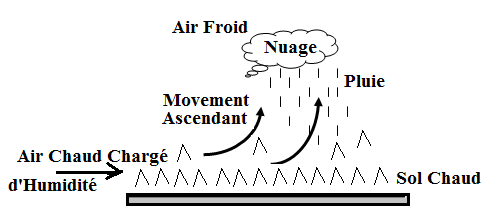 Air Froid
Nuage
Pluie
Movement
Ascendant
Air Chaud Chargé
d'Humidité
Sol Chaud